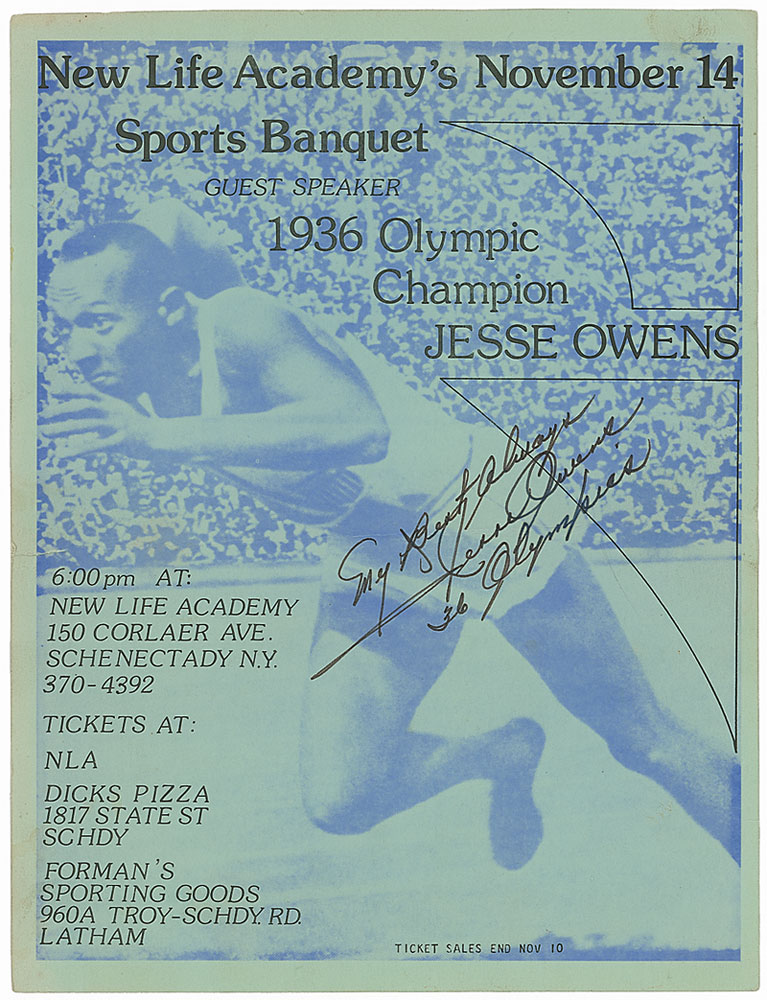 New Life Academy's November 14
Sports Banquet
GUEST SPEAKER
1936 Olympic
Champion
JESSE OWENS
My Best Always
Jesse Owens
36 Olympics
6:00pm AT:
NEW LIFE ACADEMY
150 CORLAER AVE.
SCHENECTADY N.Y.
370-4392
TICKETS AT:
NLA
DICKS PIZZA
1817 STATE ST
SCHDY
FORMAN'S
SPORTING GOODS
960A TROY-SCHDY. RD.
LATHAM
TICKET SALES END NOV 10